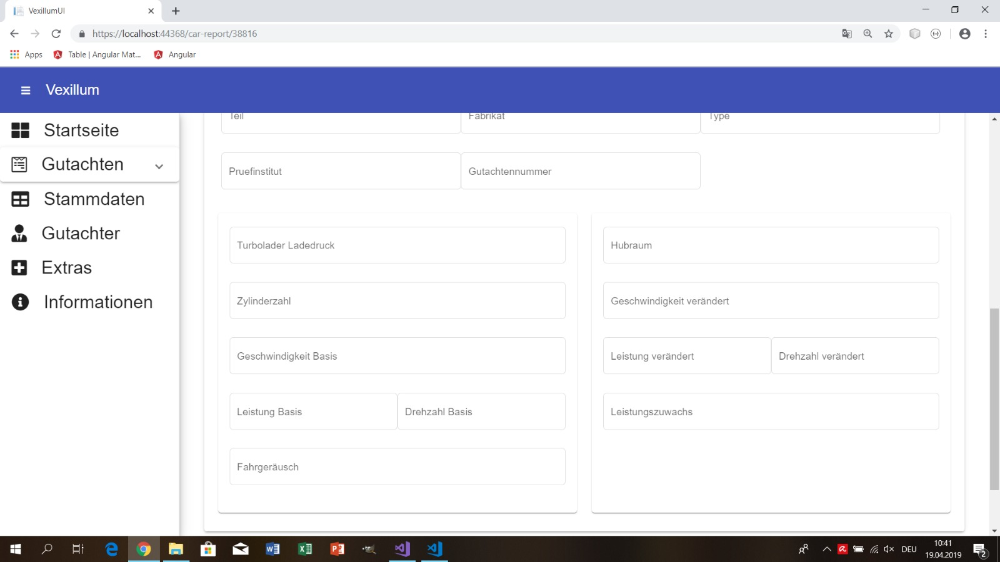 VexillumUI
https://localhost:44368/car-report/38816
Apps
Table | Angular Mat...
Angular
Vexillum
Startseite
Gutachten
Stammdaten
Gutachter
Extras
Informationen
Teil
Fabrikat
Type
Pruefinstitut
Gutachtennummer
Turbolader Ladedruck
Zylinderzahl
Geschwindigkeit Basis
Leistung Basis
Drehzahl Basis
Fahrgeräusch
Hubraum
Geschwindigkeit verändert
Leistung verändert
Drehzahl verändert
Leistungszuwachs
DEU
10:41
19.04.2019
2